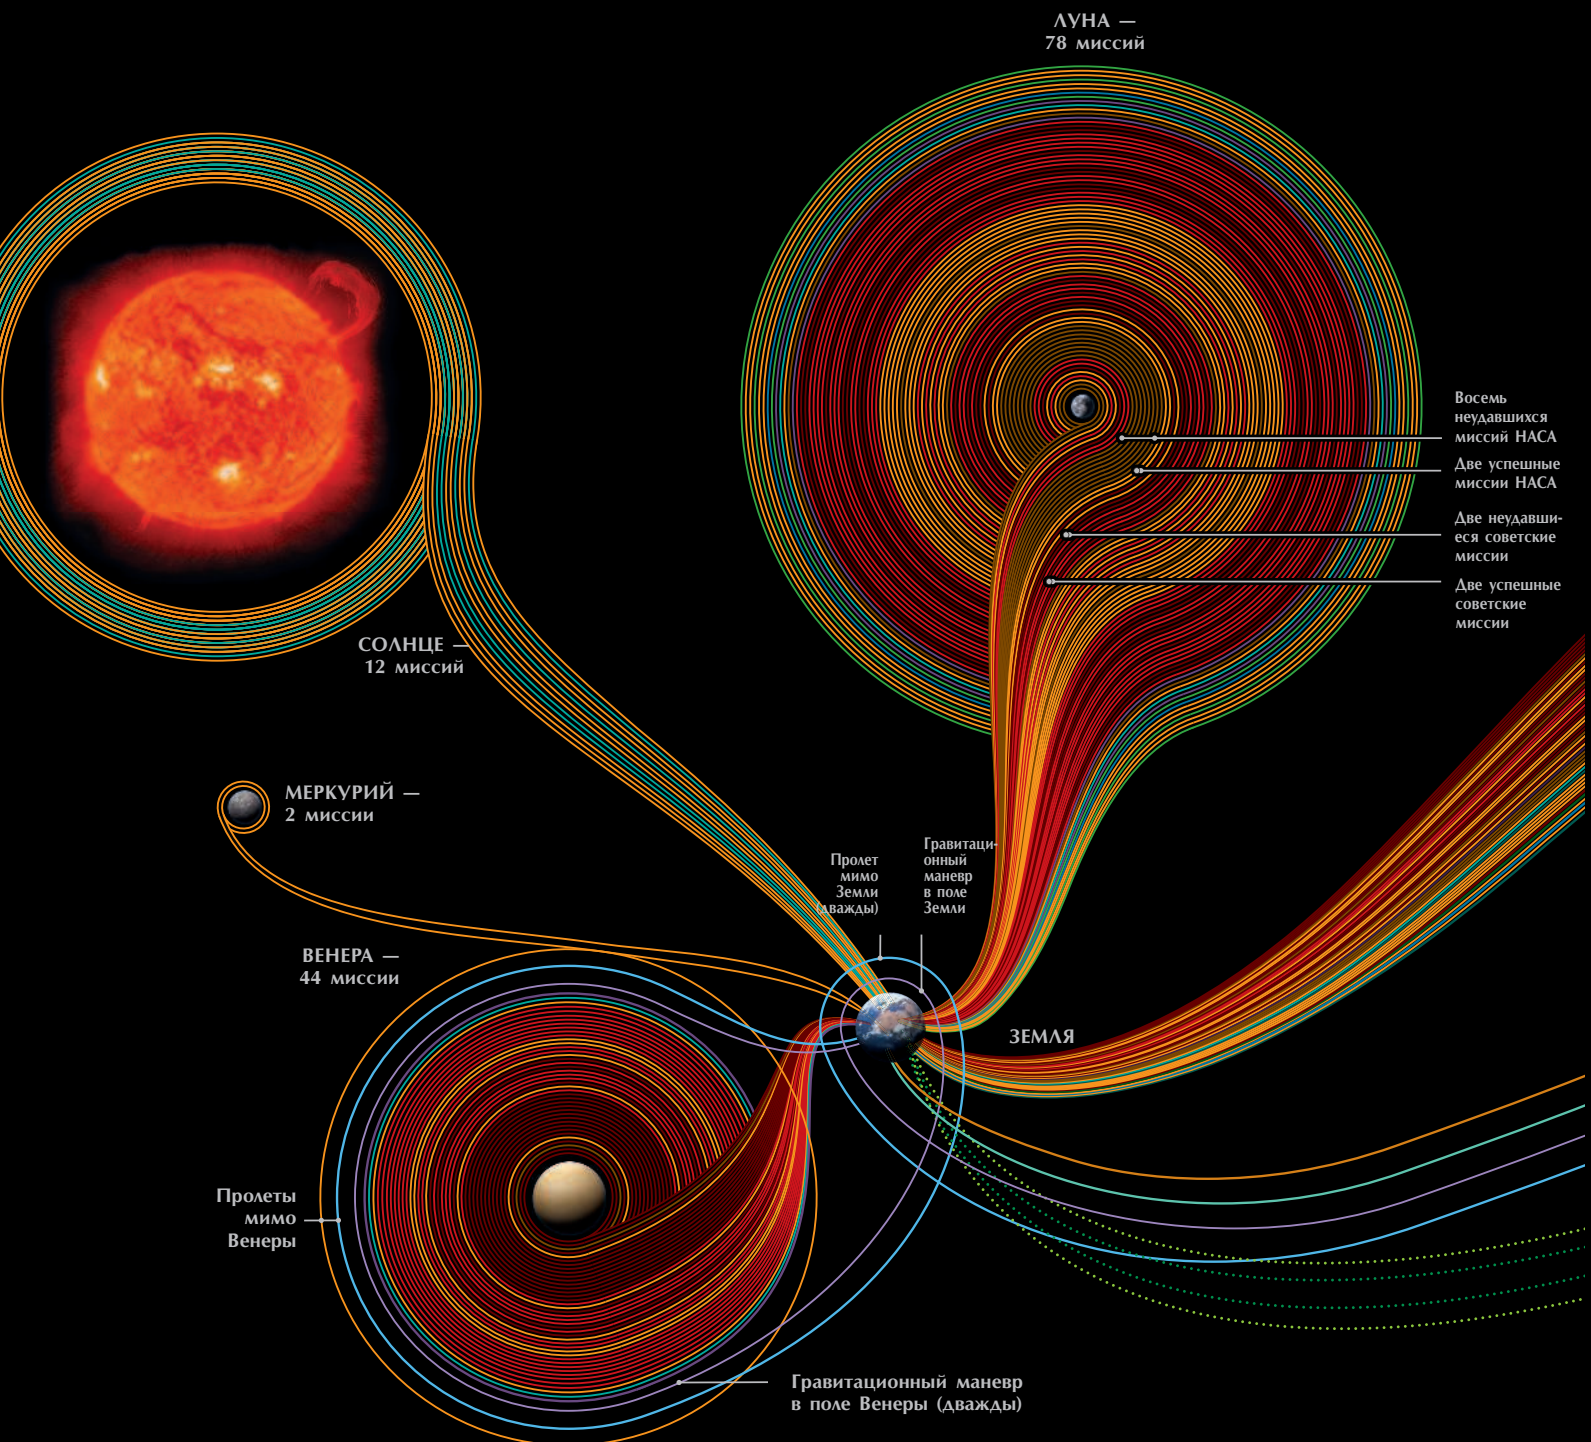 ЛУНА —
78 миссий
Восемь
неудавшихся
миссий НАСА
Две успешные
миссии НАСА
Две неудавши-
еся советские
миссии
Две успешные
советские
миссии
СОЛНЦЕ —
12 миссий
МЕРКУРИЙ —
2 миссии
Пролет
мимо
Земли
(дважды)
Гравитаци-
онный
маневр
в поле
Земли
ВЕНЕРА —
44 миссии
ЗЕМЛЯ
Пролеты
мимо
Венеры
Гравитационный маневр
в поле Венеры (дважды)